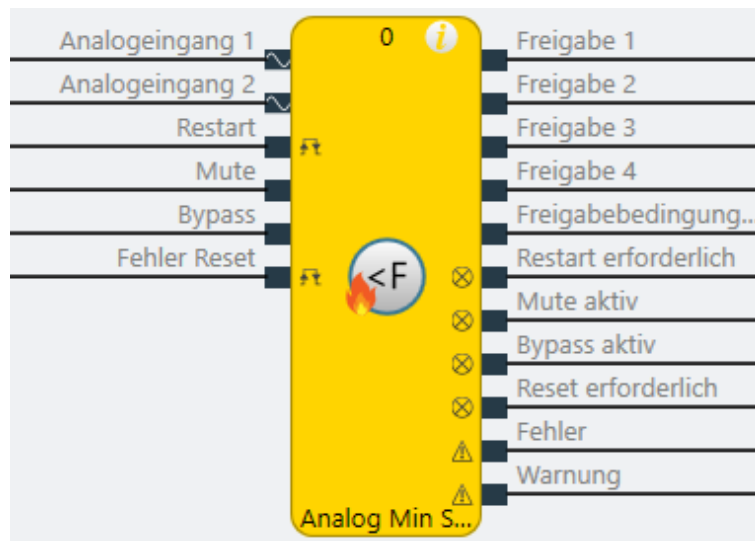 Analogeingang 1
0
i
Freigabe 1
Analogeingang 2
Freigabe 2
Restart
Freigabe 3
Mute
Freigabe 4
Bypass
Freigabebedingung...
Fehler Reset
<F
Restart erforderlich
Mute aktiv
Bypass aktiv
Reset erforderlich
Fehler
Warnung
Analog Min S...